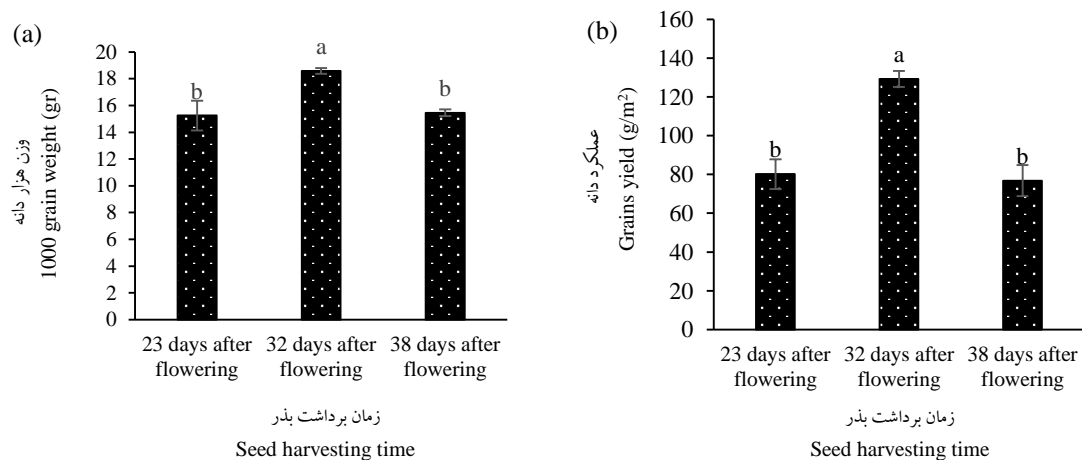 (a)
وزن هزار دانه
1000 grain weight (gr)
20
18
16
14
12
10
8
6
4
2
0
b
a
b
23 days after
flowering
32 days after
flowering
38 days after
flowering
زمان برداشت بذر
Seed harvesting time
(b)
عملکرد دانه
Grains yield (g/m²)
160
140
120
100
80
60
40
20
0
b
a
b
23 days after
flowering
32 days after
flowering
38 days after
flowering
زمان برداشت بذر
Seed harvesting time